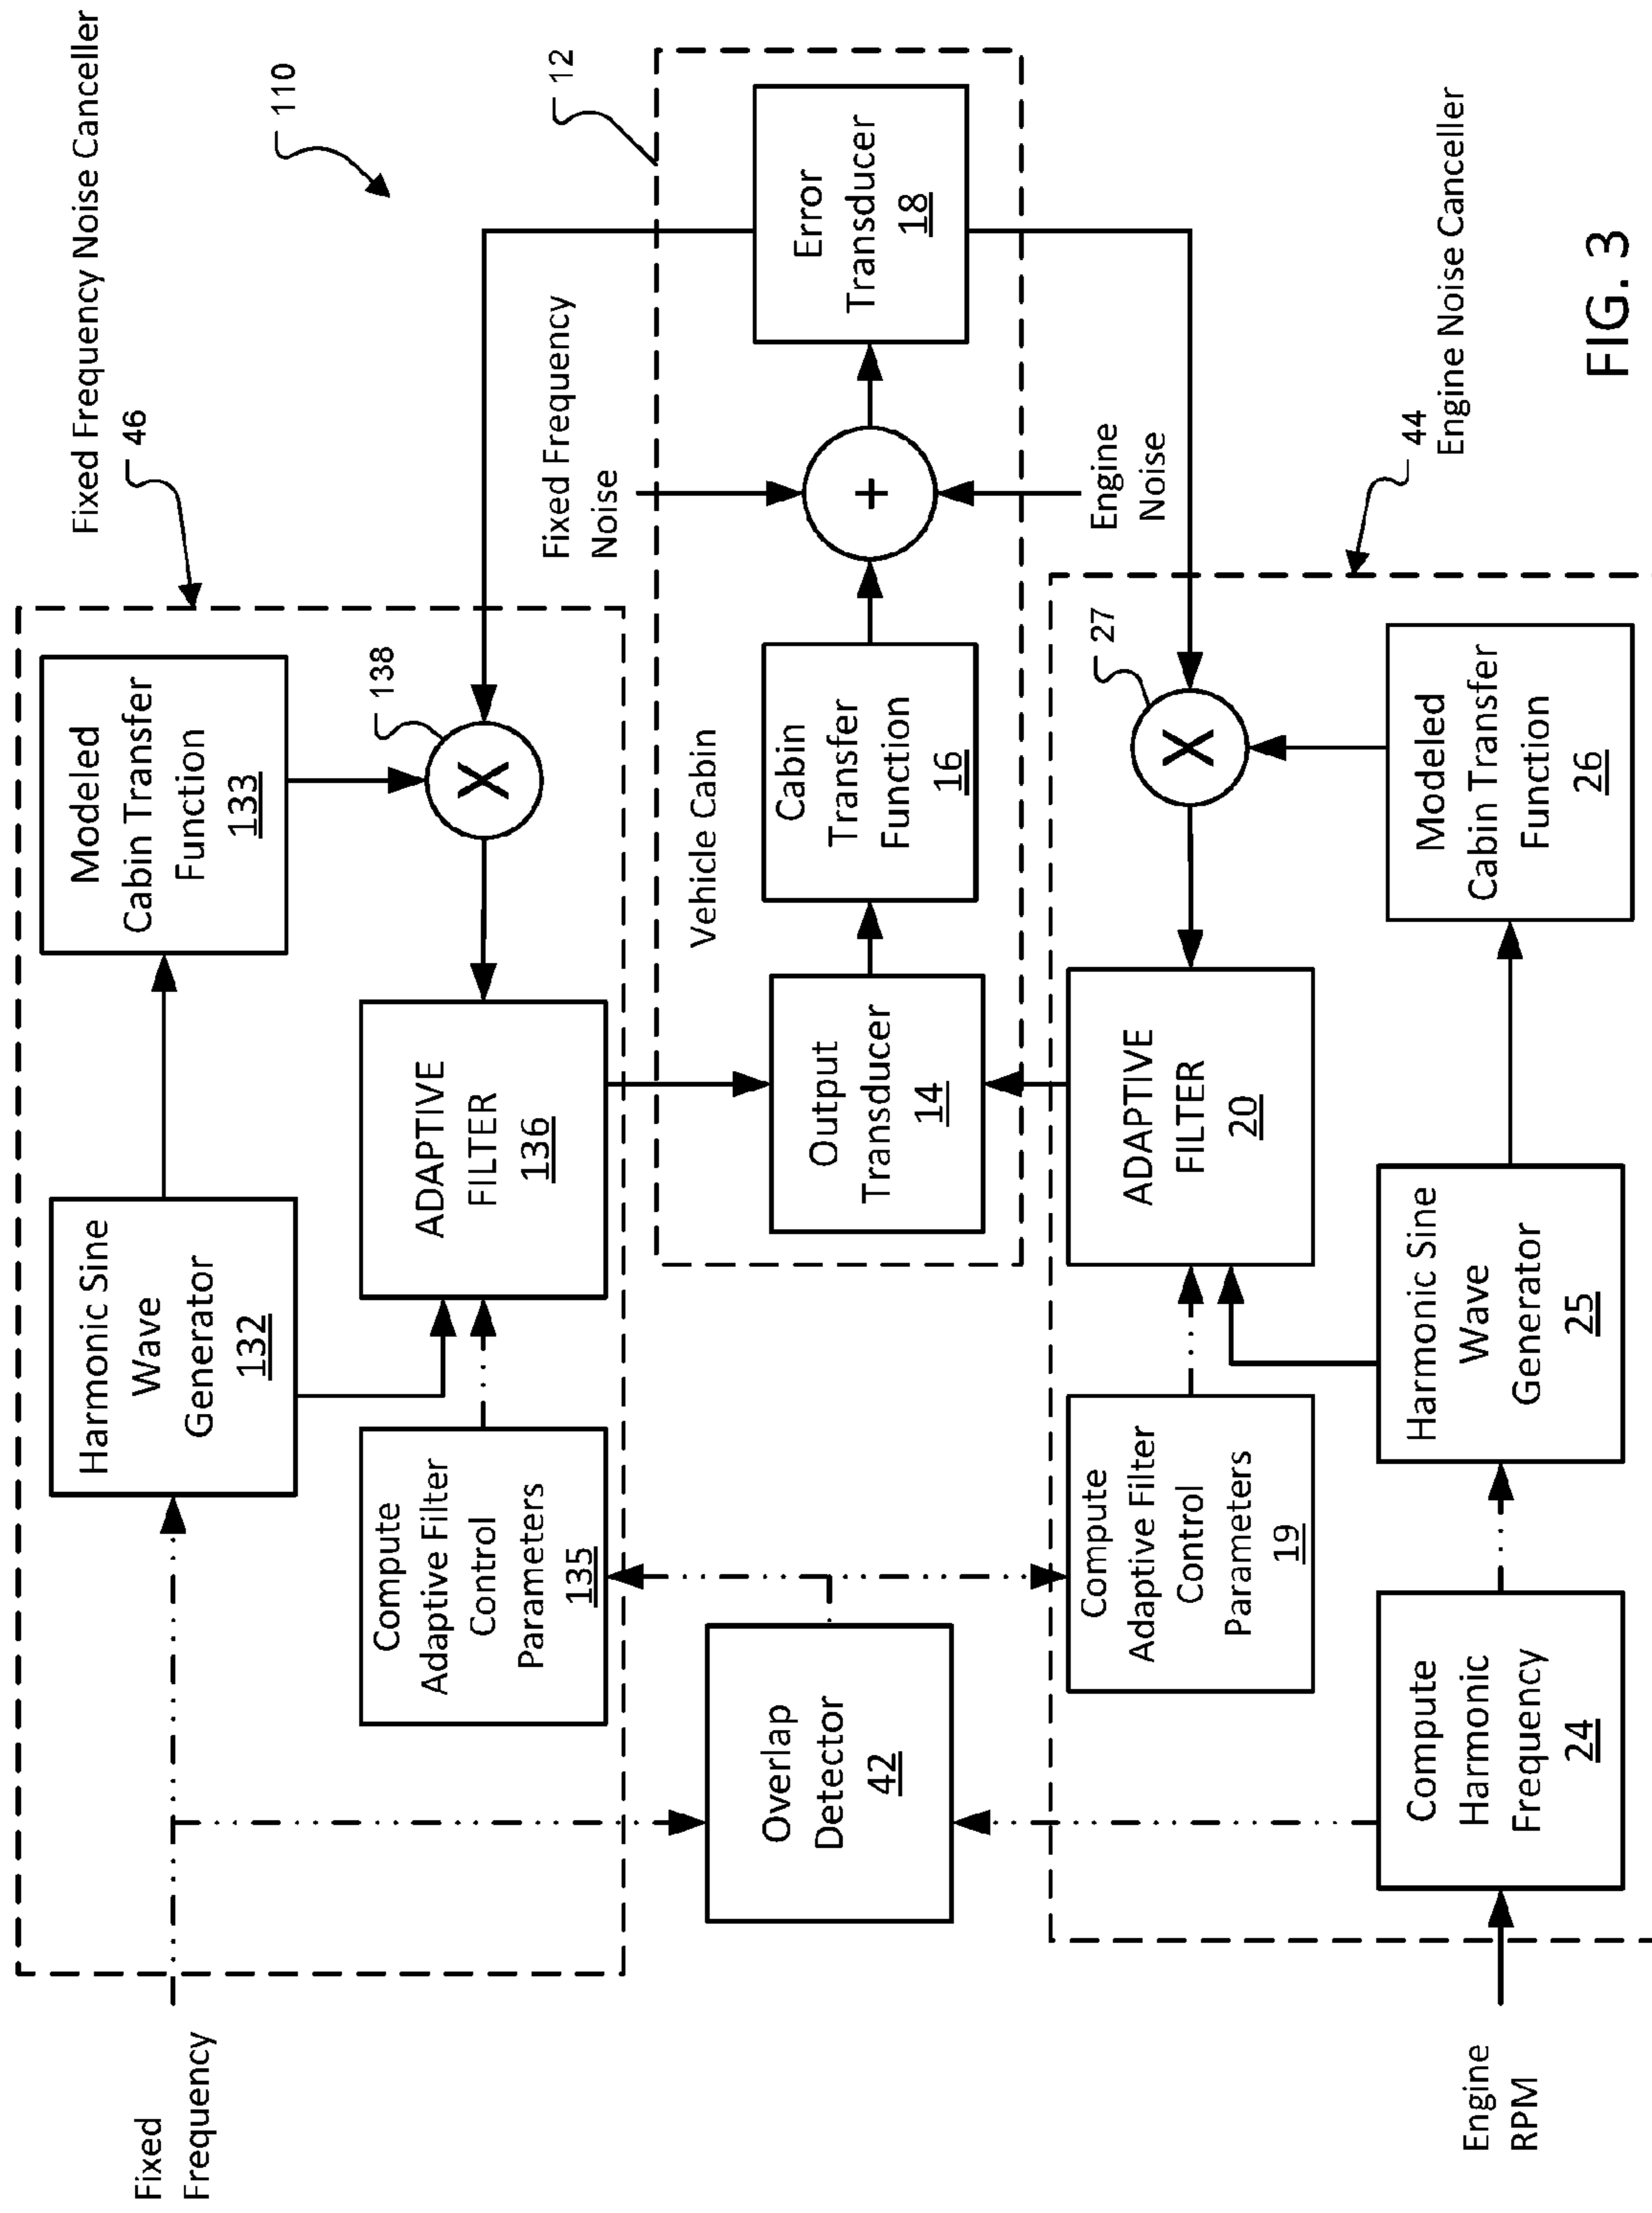 Fixed Frequency Noise Canceller
46
110
12
Modeled
Cabin Transfer
Function
133
138
X
Harmonic Sine
Wave
Generator
132
ADAPTIVE
FILTER
136
Compute
Adaptive Filter
Control
Parameters
135
Fixed
Frequency
Fixed Frequency
Noise
Vehicle Cabin
Error
Transducer
18
+
Cabin
Transfer
Function
16
Output
Transducer
14
Overlap
Detector
42
Engine
Noise
44
Engine Noise Canceller
27
X
ADAPTIVE
FILTER
20
Compute
Adaptive Filter
Control
Parameters
19
Modeled
Cabin Transfer
Function
26
Harmonic Sine
Wave
Generator
25
Compute
Harmonic
Frequency
24
Engine
RPM
FIG. 3